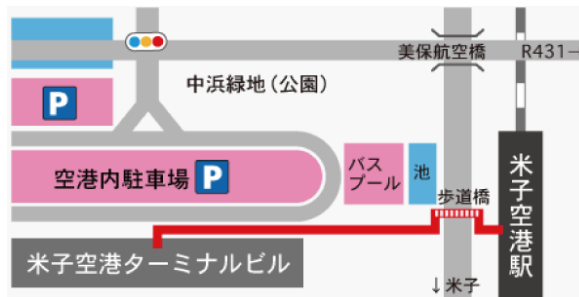 美保航空橋
R431
中浜緑地（公園）
P
空港内駐車場 P
バス
プール
池
歩道橋
米子空港駅
米子空港ターミナルビル
↓米子